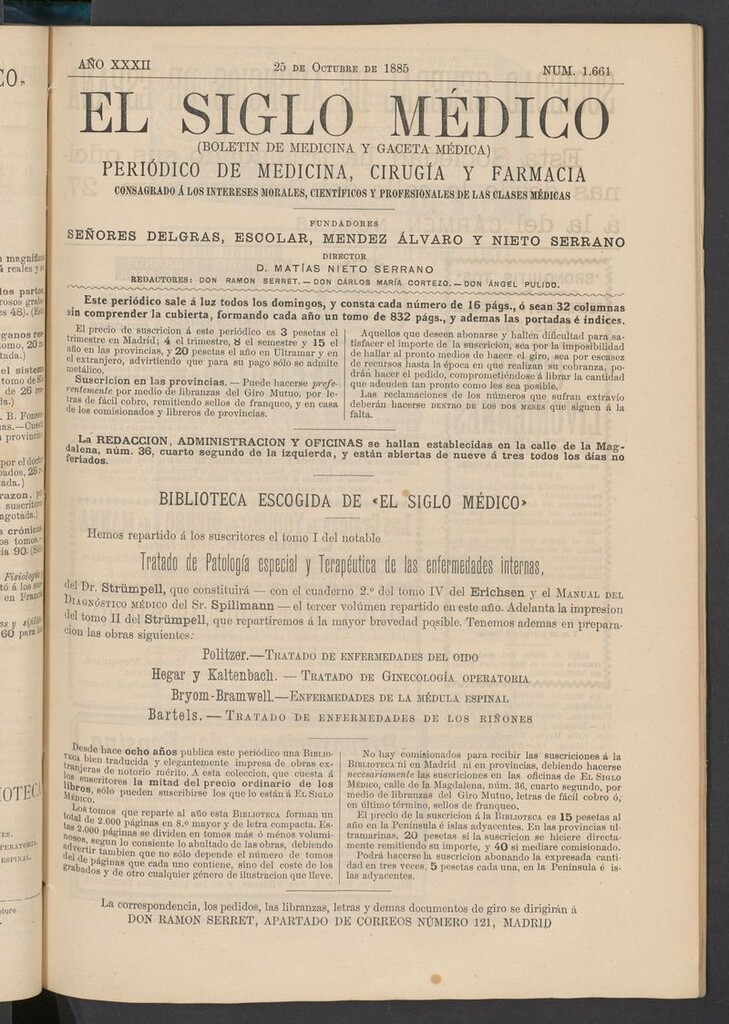 AÑO XXXII
25 DE OCTUBRE DE 1885
NUM. 1.661
EL SIGLO MÉDICO
(BOLETIN DE MEDICINA Y GACETA MÉDICA)
PERIÓDICO DE MEDICINA, CIRUGÍA Y FARMACIA
CONSAGRADO Á LOS INTERESES MORALES, CIENTÍFICOS Y PROFESIONALES DE LAS CLASES MÉDICAS
FUNDADORES
SEÑORES DELGRAS, ESCOLAR, MENDEZ ÁLVARO Y NIETO SERRANO
DIRECTOR
D. MATÍAS NIETO SERRANO
REDACTORES: DON RAMON SERRET.—DON CÁRLOS MARÍA CORTEZO.—DON ÁNGEL PULIDO.
Este periódico sale á luz todos los domingos, y consta cada número de 16 págs., ó sean 32 columnas
sin comprender la cubierta, formando cada año un tomo de 832 págs., y ademas las portadas é índices.
El precio de suscricion á este periódico es 3 pesetas el
trimestre en Madrid; 4 el trimestre, 8 el semestre y 15 el
año en las provincias, y 20 pesetas el año en Ultramar y en
el extranjero, advirtiendo que para su pago sólo se admite
metálico.
Suscricion en las provincias. — Puede hacerse prefe-
rentemente por medio de libranzas del Giro Mutuo, por le-
tras de fácil cobro, remitiendo sellos de franqueo, y en casa
de los comisionados y libreros de provincias.
Aquellos que deseen abonarse y hallen dificultad para sa-
tisfacer el importe de la suscricion, sea por la imposibilidad
de hallar al pronto medios de hacer el giro, sea por escasez
de recursos hasta la época en que realizan su cobranza, po-
drán hacer el pedido, comprometiéndose á librar la cantidad
que adeuden tan pronto como les sea posible.
Las reclamaciones de los números que sufran extravío
deberán hacerse DENTRO DE LOS DOS MESES que siguen á la
falta.
La REDACCION, ADMINISTRACION Y OFICINAS se hallan establecidas en la calle de la Mag-
dalena, núm. 36, cuarto segundo de la izquierda, y están abiertas de nueve á tres todos los dias no
feriados.
BIBLIOTECA ESCOGIDA DE «EL SIGLO MÉDICO»
Hemos repartido á los suscritores el tomo I del notable
Tratado de Patología especial y Terapéutica de las enfermedades internas,
del Dr. Strümpell, que constituirá — con el cuaderno 2.º del tomo IV del Erichsen y el MANUAL DEL
DIAGNÓSTICO MÉDICO del Sr. Spillmann — el tercer volúmen repartido en este año. Adelanta la impresion
del tomo II del Strümpell, que repartiremos á la mayor brevedad posible. Tenemos ademas en prepara-
cion las obras siguientes:
Politzer.—TRATADO DE ENFERMEDADES DEL OIDO
Hegar y Kaltenbach. — TRATADO DE GINECOLOGÍA OPERATORIA
Bryom-Bramwell.—ENFERMEDADES DE LA MÉDULA ESPINAL
Bartels. — TRATADO DE ENFERMEDADES DE LOS RIÑONES
Desde hace ocho años publica este periódico una BIBLIO-
TECA bien traducida y elegantemente impresa de obras ex-
tranjeras de notorio mérito. A esta coleccion, que cuesta á
los suscritores la mitad del precio ordinario de los
libros, sólo pueden suscribirse los que lo están á EL SIGLO
MÉDICO.
Los tomos que reparte al año esta BIBLIOTECA forman un
total de 2.000 páginas en 8.º mayor y de letra compacta. Es-
tas 2.000 páginas se dividen en tomos más ó ménos volumi-
nosos, segun lo consiente lo abultado de las obras, debiendo
advertir tambien que no sólo depende el número de tomos
del de páginas que cada uno contiene, sino del coste de los
grabados y de otro cualquier género de ilustracion que lleve.
No hay comisionados para recibir las suscriciones á la
BIBLIOTECA ni en Madrid ni en provincias, debiendo hacerse
necesariamente las suscriciones en las oficinas de EL SIGLO
MÉDICO, calle de la Magdalena, núm. 36, cuarto segundo, por
medio de libranzas del Giro Mutuo, letras de fácil cobro ó,
en último término, sellos de franqueo.
El precio de la suscricion á la BIBLIOTECA es 15 pesetas al
año en la Península é islas adyacentes. En las provincias ul-
tramarinas, 20 pesetas si la suscricion se hiciere directa-
mente remitiendo su importe, y 40 si mediare comisionado.
Podrá hacerse la suscricion abonando la expresada canti-
dad en tres veces, 5 pesetas cada una, en la Península é is-
las adyacentes.
La correspondencia, los pedidos, las libranzas, letras y demas documentos de giro se dirigirán á
DON RAMON SERRET, APARTADO DE CORREOS NÚMERO 121, MADRID